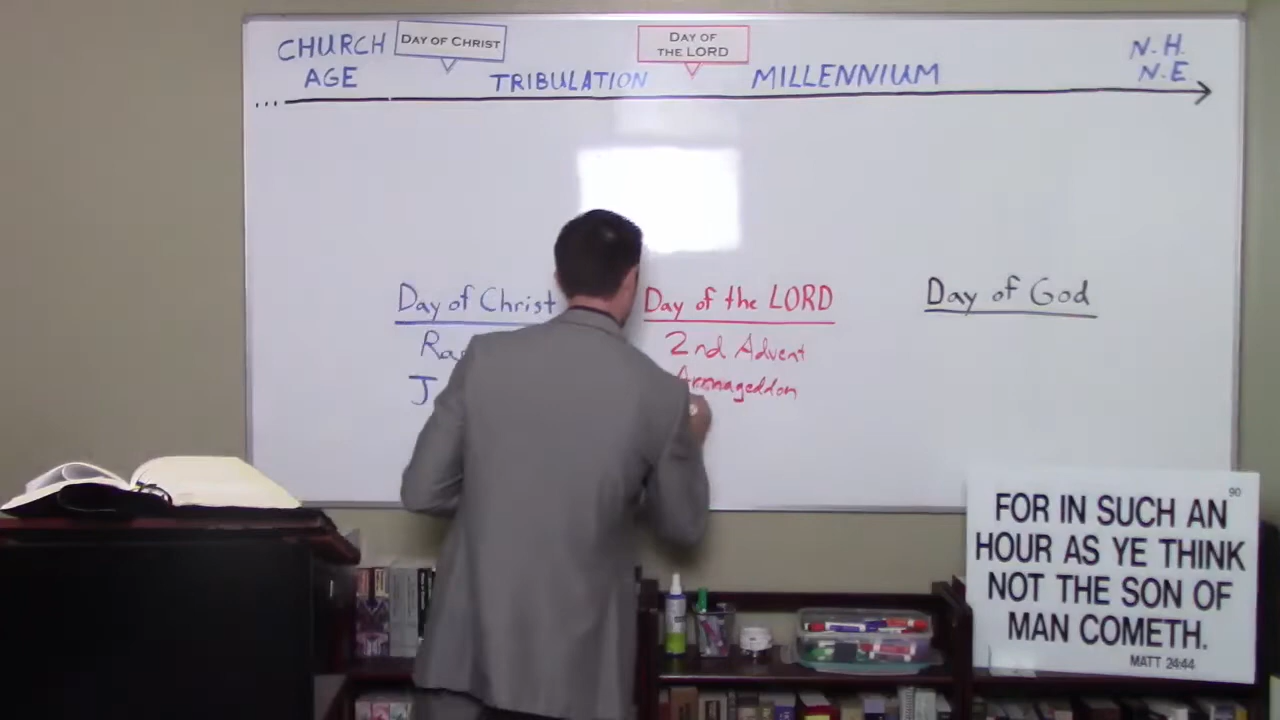 CHURCH
AGE
DAY OF CHRIST
TRIBULATION
DAY OF
THE LORD
MILLENNIUM
N.H.
N.E.
...
Day of Christ
Day of the LORD
2nd Advent
Armageddon
Day of God
90
FOR IN SUCH AN
HOUR AS YE THINK
NOT THE SON OF
MAN COMETH.
MATT 24:44